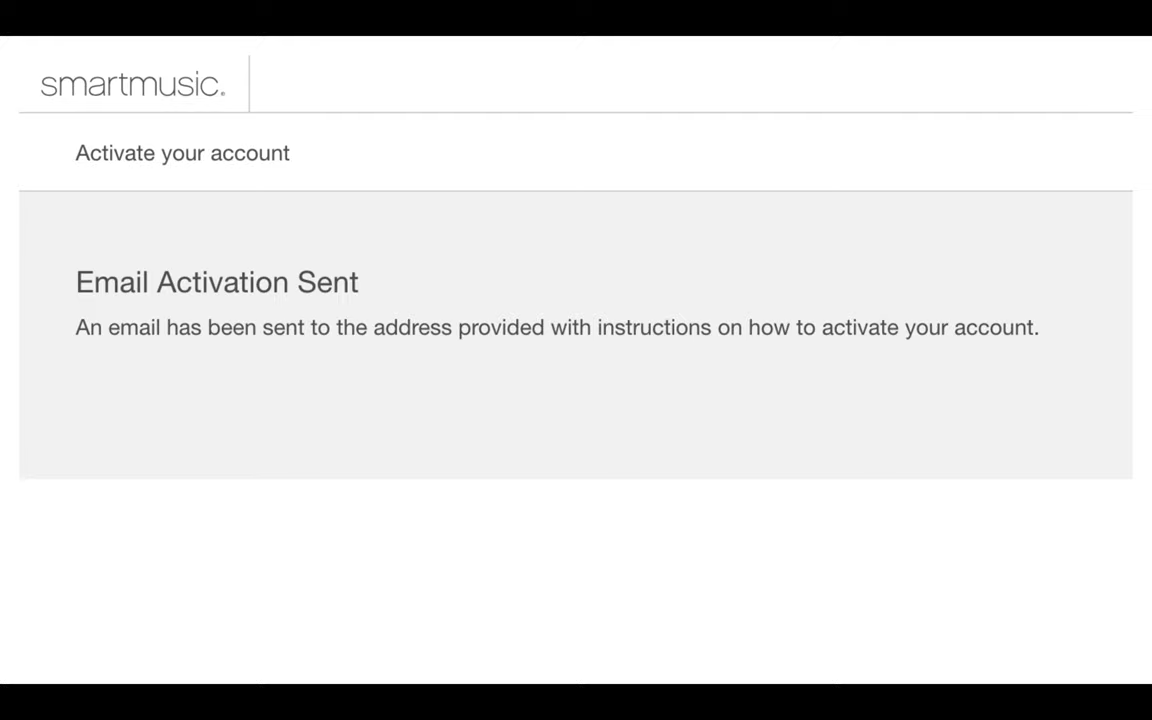 smartmusic.
Activate your account
Email Activation Sent
An email has been sent to the address provided with instructions on how to activate your account.